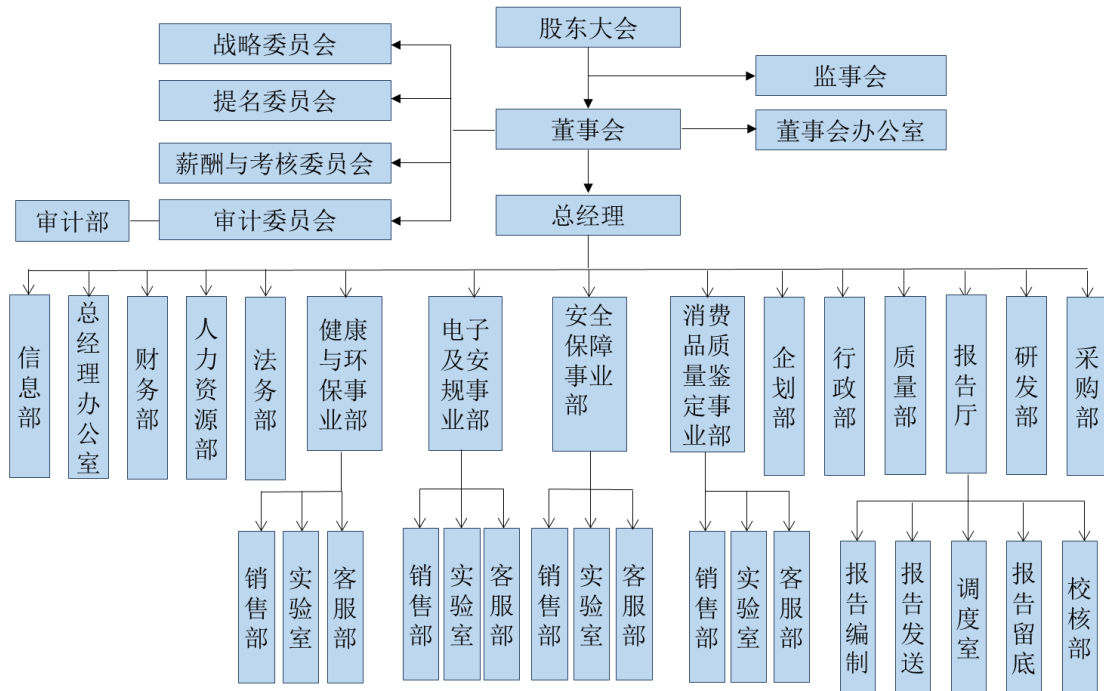 股东大会
战略委员会
监事会
提名委员会
董事会
董事会办公室
薪酬与考核委员会
审计部
审计委员会
总经理
信息部
总经理办公室
财务部
人力资源部
法务部
健康与环保事业部
电子及安规事业部
安全保障事业部
消费品质量鉴定事业部
企划部
行政部
质量部
报告厅
研发部
采购部
销售部
实验室
客服部
销售部
实验室
客服部
销售部
实验室
客服部
销售部
实验室
客服部
报告编制
报告发送
调度室
报告留底
校核部